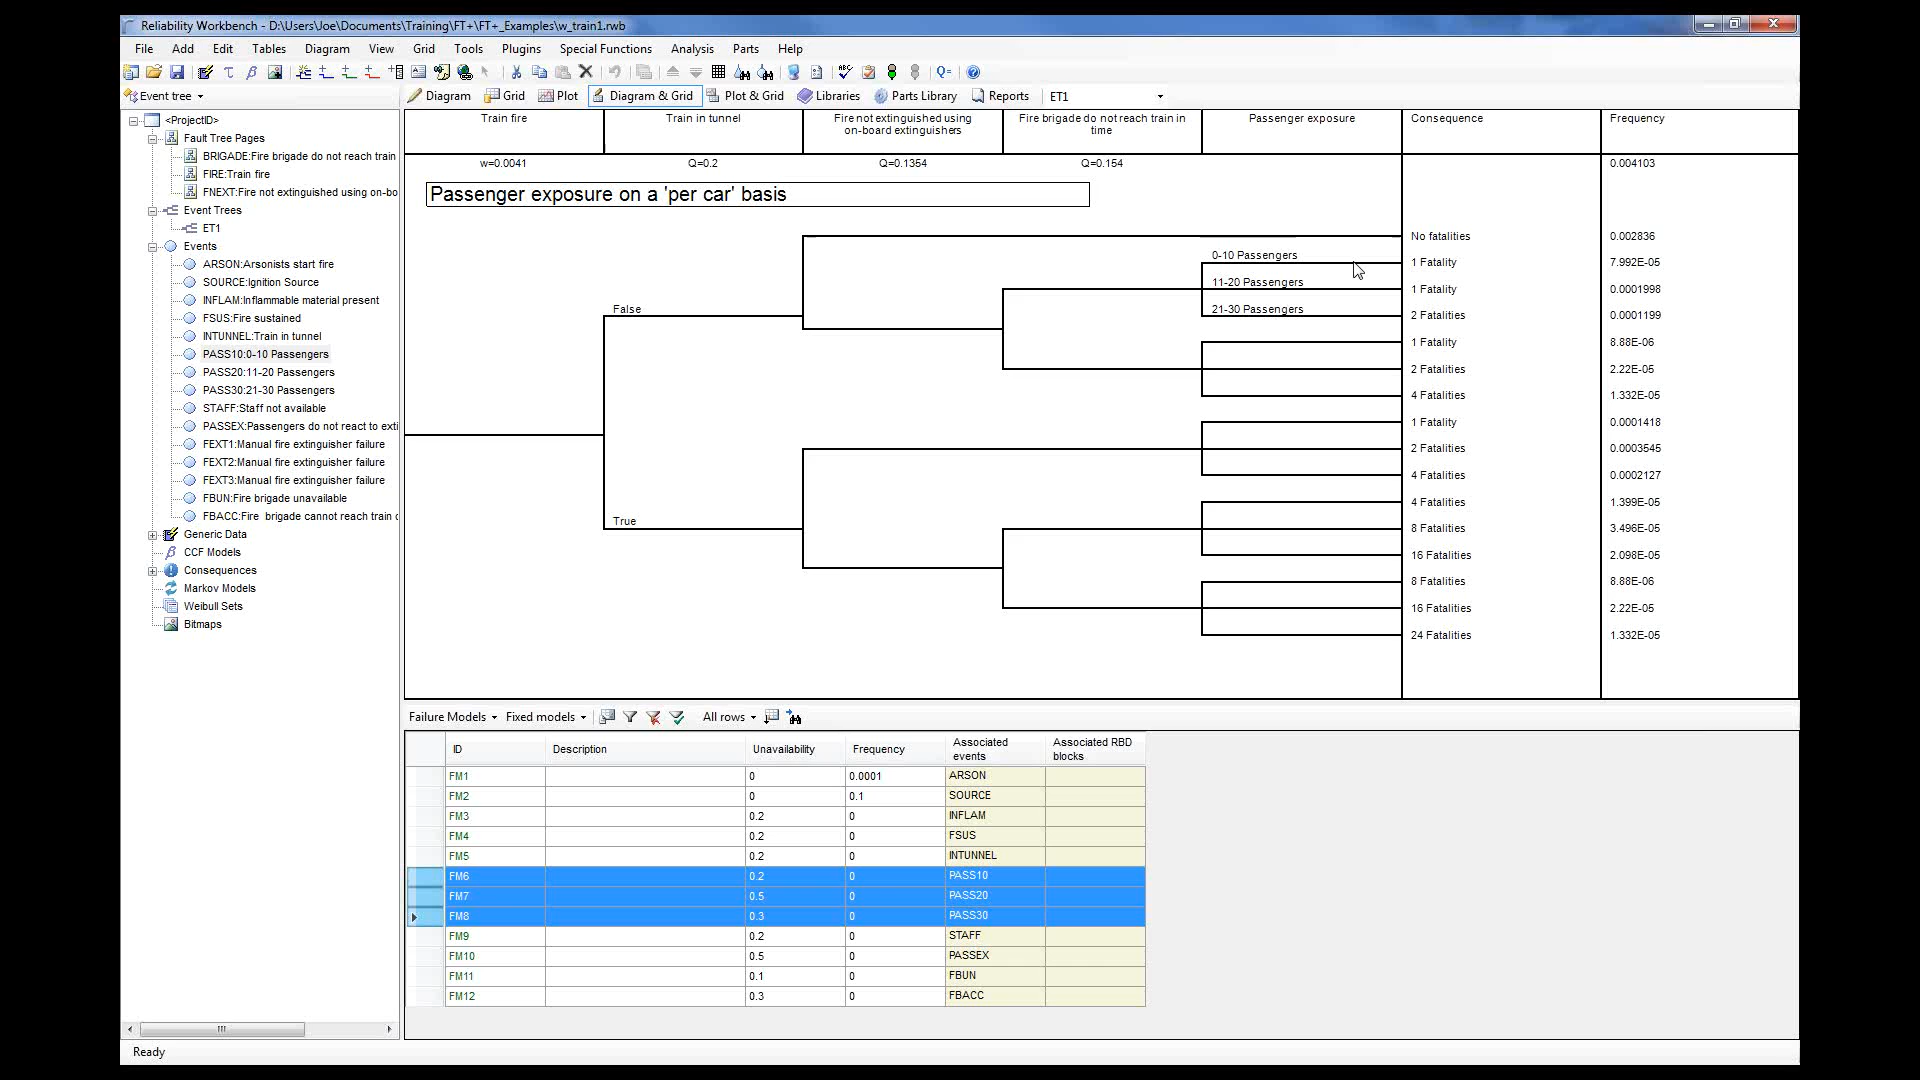 Reliability Workbench - D:\Users\Joe\Documents\Training\FT+\FT+_Examples\w_train1.rwb
File Add Edit Tables Diagram View Grid Tools Plugins Special Functions Analysis Parts Help
Event tree
Diagram Grid Plot Diagram & Grid Plot & Grid Libraries Parts Library Reports ET1
<ProjectID>
Fault Tree Pages
BRIGADE:Fire brigade do not reach train
FIRE:Train fire
FNEXT:Fire not extinguished using on-bo
Event Trees
ET1
Events
ARSON:Arsonists start fire
SOURCE:Ignition Source
INFLAM:Inflammable material present
FSUS:Fire sustained
INTUNNEL:Train in tunnel
PASS10:0-10 Passengers
PASS20:11-20 Passengers
PASS30:21-30 Passengers
STAFF:Staff not available
PASSEX:Passengers do not react to exti
FEXT1:Manual fire extinguisher failure
FEXT2:Manual fire extinguisher failure
FEXT3:Manual fire extinguisher failure
FBUN:Fire brigade unavailable
FBACC:Fire brigade cannot reach train
Generic Data
CCF Models
Consequences
Markov Models
Weibull Sets
Bitmaps
Train fire
Train in tunnel
Fire not extinguished using
on-board extinguishers
Fire brigade do not reach train in
time
Passenger exposure
Consequence
Frequency
w=0.0041 Q=0.2 Q=0.1354 Q=0.154 0.004103
Passenger exposure on a 'per car' basis
No fatalities 0.002836
0-10 Passengers
1 Fatality 7.992E-05
11-20 Passengers
1 Fatality 0.0001998
False
21-30 Passengers
2 Fatalities 0.0001199
1 Fatality 8.88E-06
2 Fatalities 2.22E-05
4 Fatalities 1.332E-05
1 Fatality 0.0001418
2 Fatalities 0.0003545
4 Fatalities 0.0002127
4 Fatalities 1.399E-05
True
8 Fatalities 3.496E-05
16 Fatalities 2.098E-05
8 Fatalities 8.88E-06
16 Fatalities 2.22E-05
24 Fatalities 1.332E-05
Failure Models Fixed models All rows
ID Description Unavailability Frequency Associated events Associated RBD blocks
FM1 0 0.0001 ARSON
FM2 0 0.1 SOURCE
FM3 0.2 0 INFLAM
FM4 0.2 0 FSUS
FM5 0.2 0 INTUNNEL
FM6 0.2 0 PASS10
FM7 0.5 0 PASS20
FM8 0.3 0 PASS30
FM9 0.2 0 STAFF
FM10 0.5 0 PASSEX
FM11 0.1 0 FBUN
FM12 0.3 0 FBACC
Ready